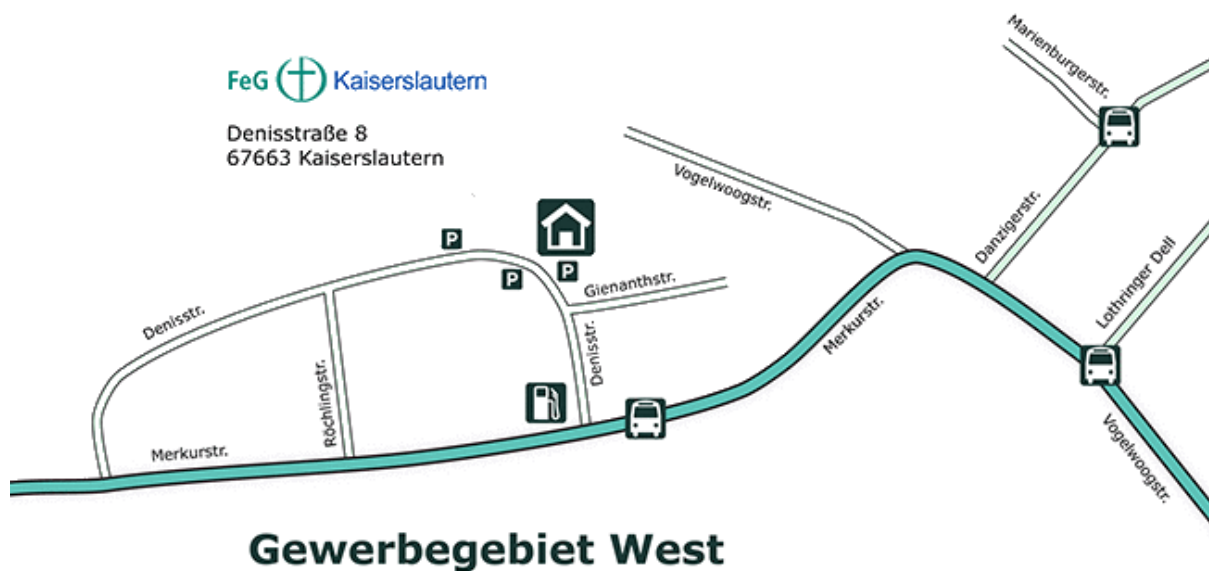 FeG Kaiserslautern
Denisstraße 8
67663 Kaiserslautern
Marienburgerstr.
Vogelwoogstr.
Danzigerstr.
Lothringer Dell
Gienanthstr.
Denisstr.
Denisstr.
Merkurstr.
Röchlingstr.
Merkurstr.
Vogelwoogstr.
P
P
P
Gewerbegebiet West